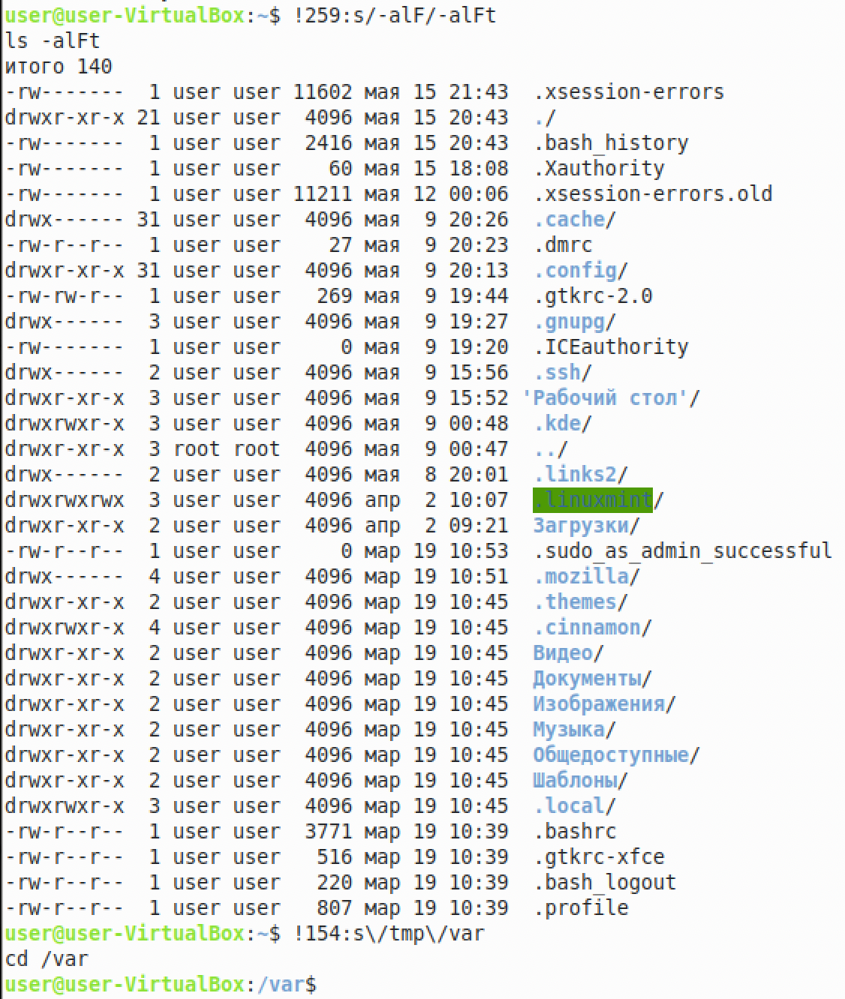 user@user-VirtualBox:~$ !259:s/-alF/-alFt
ls -alFt
итого 140
-rw-------  1 user user 11602 мая 15 21:43  .xsession-errors
drwxr-xr-x 21 user user  4096 мая 15 20:43  ./
-rw-------  1 user user  2416 мая 15 20:43  .bash_history
-rw-------  1 user user    60 мая 15 18:08  .Xauthority
-rw-------  1 user user 11211 мая 12 00:06  .xsession-errors.old
drwx------ 31 user user  4096 мая  9 20:26  .cache/
-rw-r--r--  1 user user    27 мая  9 20:23  .dmrc
drwxr-xr-x 31 user user  4096 мая  9 20:13  .config/
-rw-rw-r--  1 user user   269 мая  9 19:44  .gtkrc-2.0
drwx------  3 user user  4096 мая  9 19:27  .gnupg/
-rw-------  1 user user     0 мая  9 19:20  .ICEauthority
drwx------  2 user user  4096 мая  9 15:56  .ssh/
drwxr-xr-x  3 user user  4096 мая  9 15:52 'Рабочий стол'/
drwxrwxr-x  3 user user  4096 мая  9 00:48  .kde/
drwxr-xr-x  3 root root  4096 мая  9 00:47  ../
drwx------  2 user user  4096 мая  8 20:01  .links2/
drwxrwxrwx  3 user user  4096 апр  2 10:07  .linuxmint/
drwxr-xr-x  2 user user  4096 апр  2 09:21  Загрузки/
-rw-r--r--  1 user user     0 мар 19 10:53  .sudo_as_admin_successful
drwx------  4 user user  4096 мар 19 10:51  .mozilla/
drwxr-xr-x  2 user user  4096 мар 19 10:45  .themes/
drwxrwxr-x  4 user user  4096 мар 19 10:45  .cinnamon/
drwxr-xr-x  2 user user  4096 мар 19 10:45  Видео/
drwxr-xr-x  2 user user  4096 мар 19 10:45  Документы/
drwxr-xr-x  2 user user  4096 мар 19 10:45  Изображения/
drwxr-xr-x  2 user user  4096 мар 19 10:45  Музыка/
drwxr-xr-x  2 user user  4096 мар 19 10:45  Общедоступные/
drwxr-xr-x  2 user user  4096 мар 19 10:45  Шаблоны/
drwxrwxr-x  3 user user  4096 мар 19 10:45  .local/
-rw-r--r--  1 user user  3771 мар 19 10:39  .bashrc
-rw-r--r--  1 user user   516 мар 19 10:39  .gtkrc-xfce
-rw-r--r--  1 user user   220 мар 19 10:39  .bash_logout
-rw-r--r--  1 user user   807 мар 19 10:39  .profile
user@user-VirtualBox:~$ !154:s\/tmp\/var
cd /var
user@user-VirtualBox:/var$